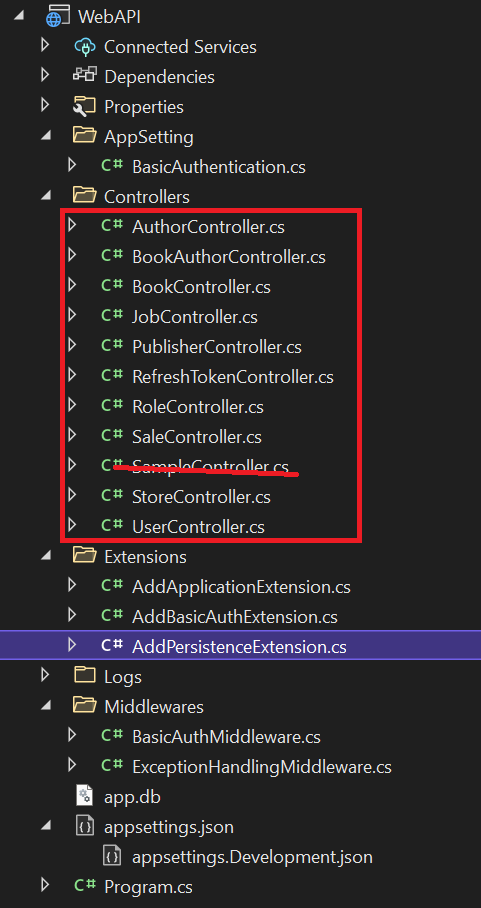 WebAPI
Connected Services
Dependencies
Properties
AppSetting
C# BasicAuthentication.cs
Controllers
C# AuthorController.cs
C# BookAuthorController.cs
C# BookController.cs
C# JobController.cs
C# PublisherController.cs
C# RefreshTokenController.cs
C# RoleController.cs
C# SaleController.cs
C# SampleController.cs
C# StoreController.cs
C# UserController.cs
Extensions
C# AddApplicationExtension.cs
C# AddBasicAuthExtension.cs
C# AddPersistenceExtension.cs
Logs
Middlewares
C# BasicAuthMiddleware.cs
C# ExceptionHandlingMiddleware.cs
app.db
appsettings.json
appsettings.Development.json
C# Program.cs